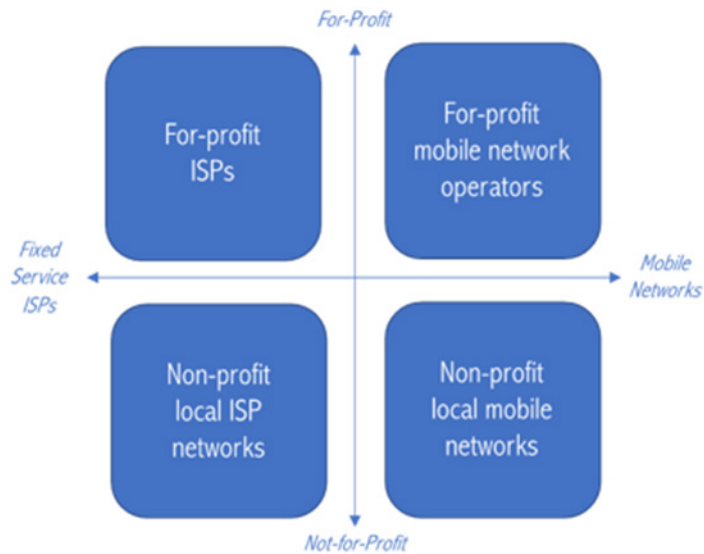 For-Profit
For-profit
ISPs
For-profit
mobile network
operators
Fixed
Service
ISPs
Mobile
Networks
Non-profit
local ISP
networks
Non-profit
local mobile
networks
Not-for-Profit